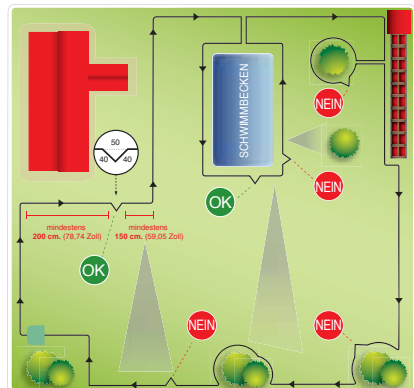 SCHWIMMBECKEN
NEIN
50
40 40
NEIN
OK
mindestens
200 cm. (78,74 Zoll)
mindestens
150 cm. (59,05 Zoll)
OK
NEIN
NEIN